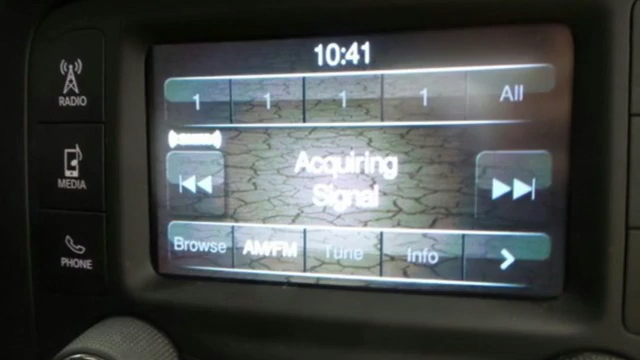 10:41
RADIO
1 1 1 1 All
Acquiring
Signal
MEDIA
Browse AM/FM Tune Info
PHONE